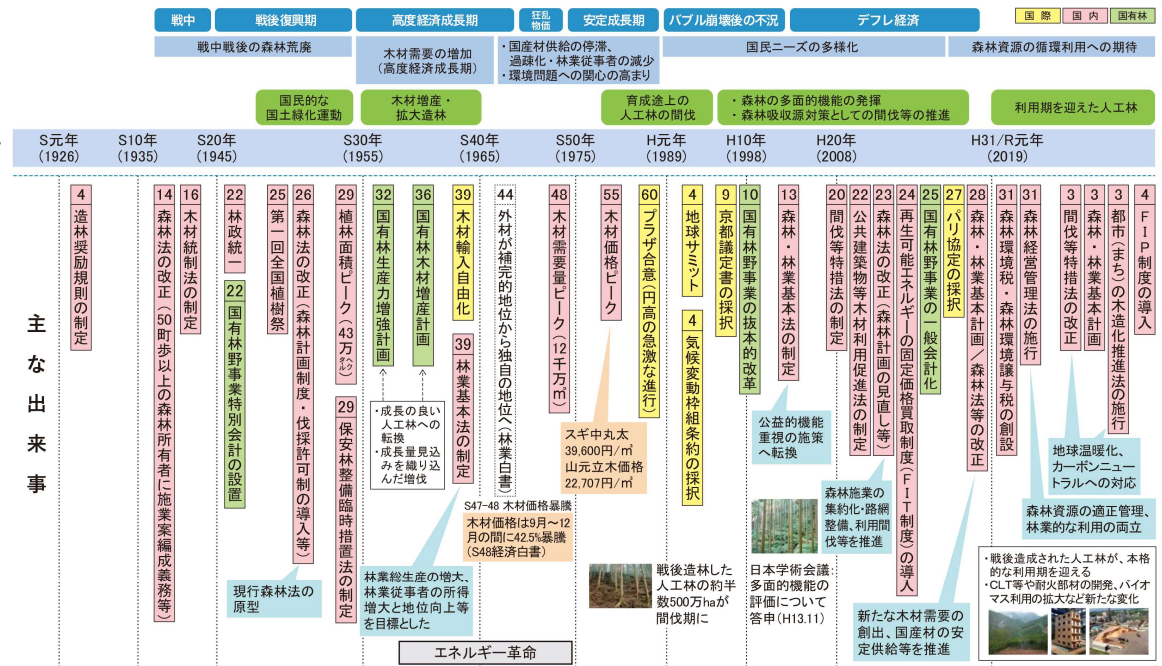 戦中
戦後復興期
高度経済成長期
狂乱
物価
安定成長期
バブル崩壊後の不況
デフレ経済
国際
国内
国有林
戦中戦後の森林荒廃
木材需要の増加
(高度経済成長期)
・国産材供給の停滞、
過疎化・林業従事者の減少
・環境問題への関心の高まり
国民ニーズの多様化
森林資源の循環利用への期待
国民的な
国土緑化運動
木材増産・
拡大造林
育成途上の
人工林の間伐
・森林の多面的機能の発揮
・森林吸収源対策としての間伐等の推進
利用期を迎えた人工林
S元年
(1926)
S10年
(1935)
S20年
(1945)
S30年
(1955)
S40年
(1965)
S50年
(1975)
H元年
(1989)
H10年
(1998)
H20年
(2008)
H31/R元年
(2019)
主な出来事
4 造林奨励規則の制定
14 森林法の改正(50町歩以上の森林所有者に施業案編成義務等)
16 木材統制法の制定
22 林政統一
22 国有林野事業特別会計の設置
25 第一回全国植樹祭
26 森林法の改正(森林計画制度・伐採許可制の導入等)
現行森林法の
原型
29 植林面積ピーク(43万ヘクタル)
29 保安林整備臨時措置法の制定
32 国有林生産力増強計画
36 国有林木材増産計画
・成長の良い
人工林への
転換
・成長量見込
みを織り込
んだ増伐
39 木材輸入自由化
39 林業基本法の制定
林業総生産の増大、
林業従事者の所得
増大と地位向上等
を目標とした
44 外材が補完的地位から独自の地位へ(林業白書)
S47-48 木材価格暴騰
木材価格は9月～12
月の間に42.5%暴騰
(S48経済白書)
48 木材需要量ピーク(12千万㎥)
55 木材価格ピーク
スギ中丸太
39,600円/㎥
山元立木価格
22,707円/㎥
60 プラザ合意(円高の急激な進行)
4 地球サミット
4 気候変動枠組条約の採択
9 京都議定書の採択
10 国有林野事業の抜本的改革
戦後造林した
人工林の約半
数500万haが
間伐期に
13 森林・林業基本法の制定
公益的機能
重視の施策
へ転換
日本学術会議:
多面的機能の
評価について
答申(H13.11)
20 間伐等特措法の制定
22 公共建築物等木材利用促進法の制定
23 森林法の改正(森林計画の見直し等)
森林施業の
集約化・路網
整備、利用間
伐等を推進
24 再生可能エネルギーの固定価格買取制度(FIT制度)の導入
25 国有林野事業の一般会計化
27 パリ協定の採択
28 森林・林業基本計画/森林法等の改正
新たな木材需要の
創出、国産材の安
定供給等を推進
31 森林環境税・森林環境譲与税の創設
31 森林経営管理法の施行
森林資源の適正管理、
林業的な利用の両立
3 間伐等特措法の改正
3 森林・林業基本計画
3 都市(まち)の木造化推進法の施行
地球温暖化、
カーボンニュー
トラルへの対応
4 FIP制度の導入
・戦後造成された人工林が、本格
的な利用期を迎える
・CLT等や耐火部材の開発、バイオ
マス利用の拡大など新たな変化
エネルギー革命